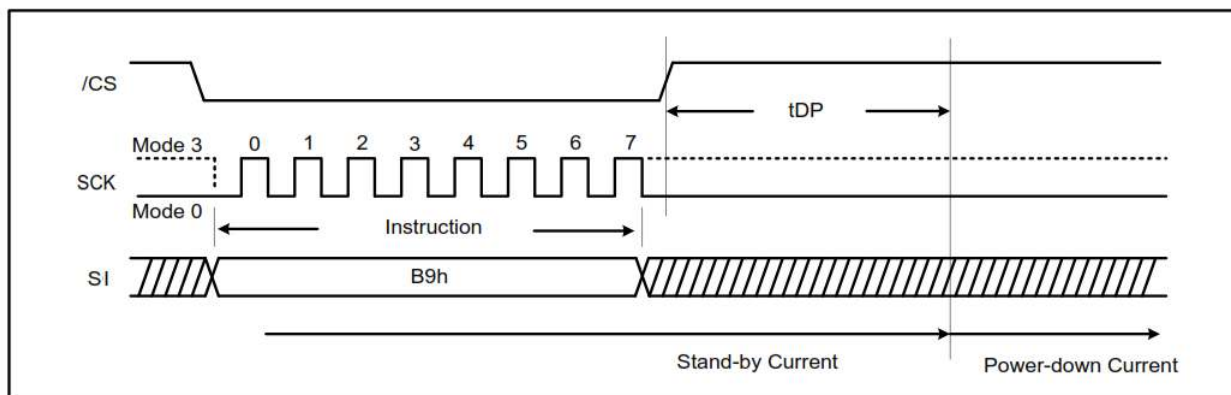 /CS
tDP
Mode 3
0 1 2 3 4 5 6 7
SCK
Mode 0
Instruction
SI
B9h
Stand-by Current
Power-down Current